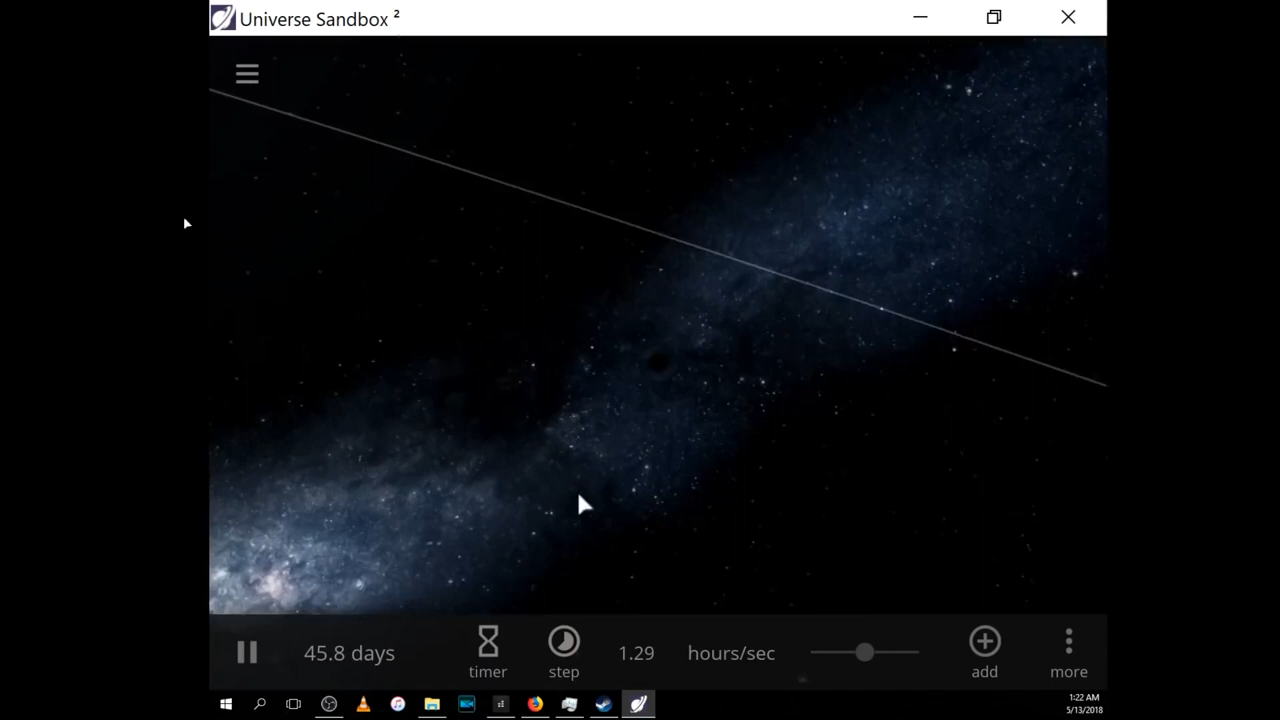 Universe Sandbox ²
45.8 days
timer
step
1.29 hours/sec
add
more
1:22 AM
5/13/2018